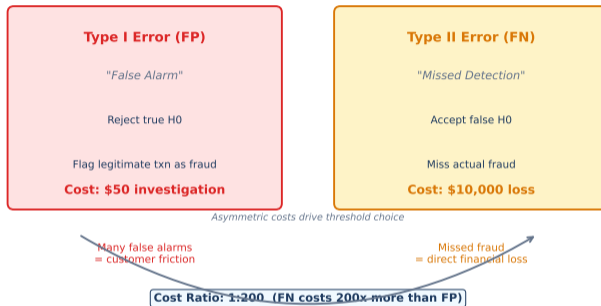 Type I Error (FP)
"False Alarm"
Reject true H0
Flag legitimate txn as fraud
Cost: $50 investigation
Type II Error (FN)
"Missed Detection"
Accept false H0
Miss actual fraud
Cost: $10,000 loss
Asymmetric costs drive threshold choice
Many false alarms
= customer friction
Missed fraud
= direct financial loss
Cost Ratio: 1:200  (FN costs 200x more than FP)